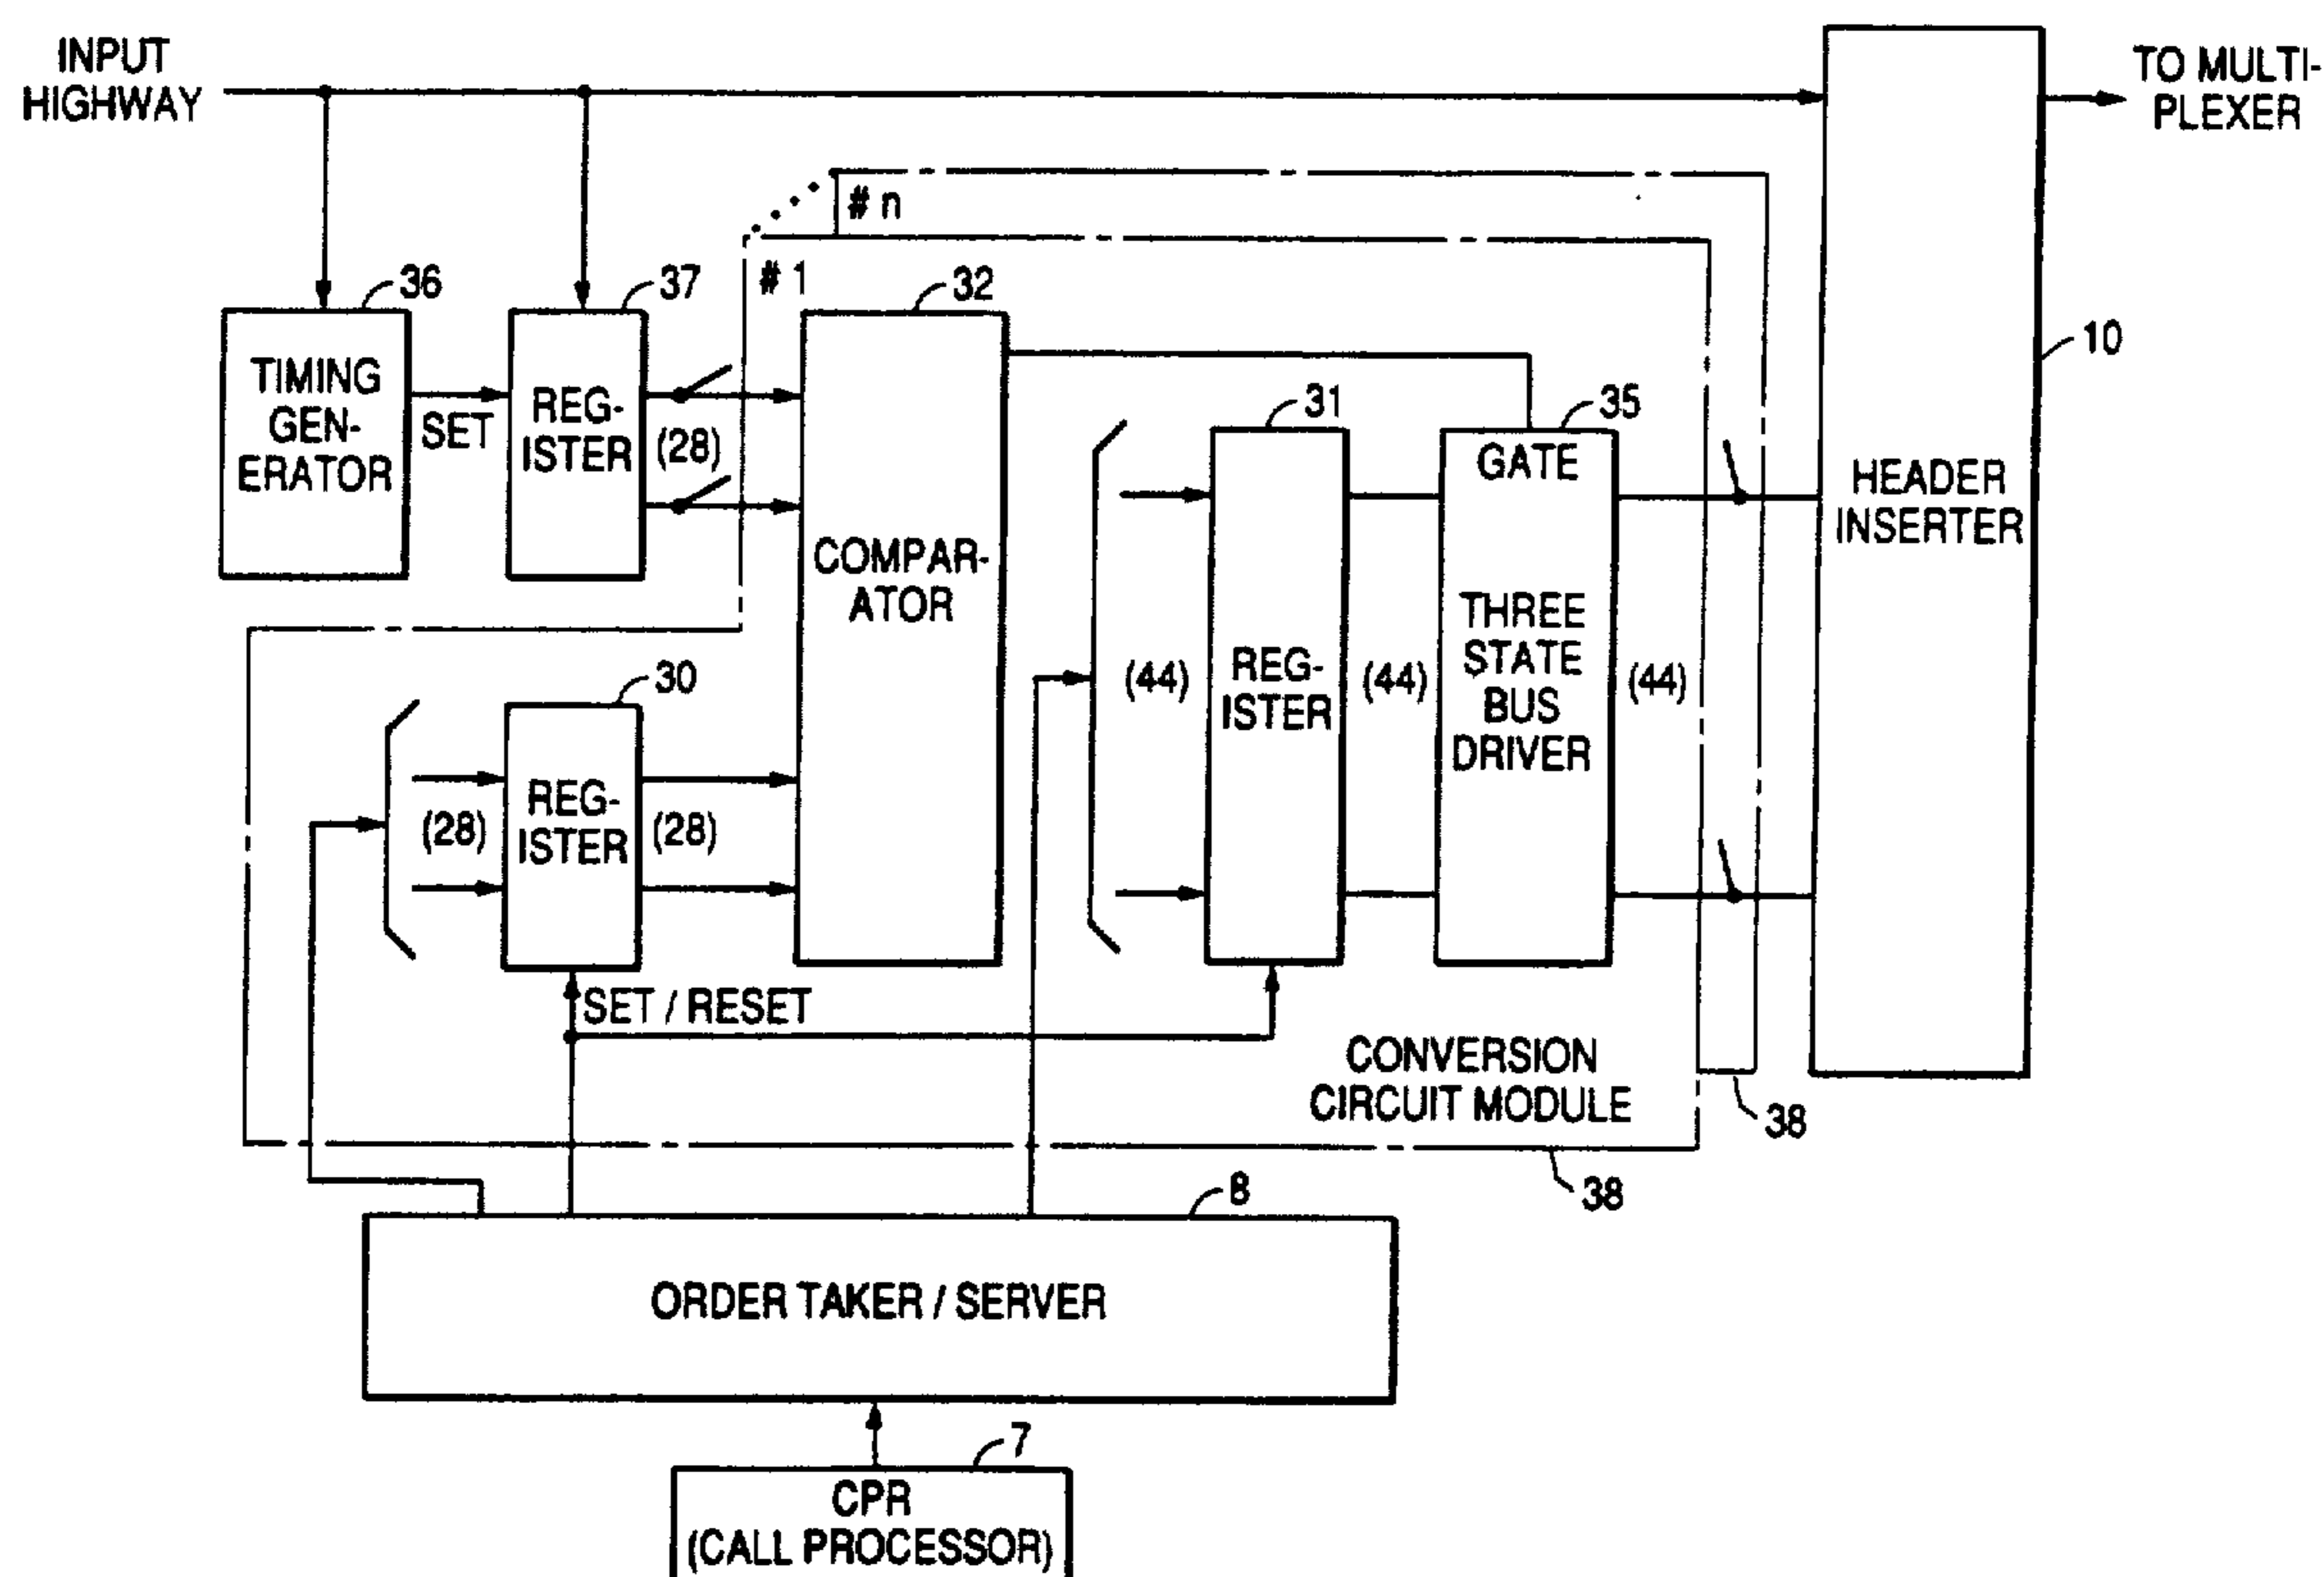 INPUT
HIGHWAY
TO MULTI-
PLEXER
# n
# 1
36
37
32
10
TIMING
GEN-
ERATOR
SET
REG-
ISTER
(28)
COMPAR-
ATOR
31
35
GATE
THREE
STATE
BUS
DRIVER
HEADER
INSERTER
30
REG-
ISTER
(28)
(28)
(44)
REG-
ISTER
(44)
(44)
SET / RESET
CONVERSION
CIRCUIT MODULE
38
38
8
ORDER TAKER / SERVER
7
CPR
(CALL PROCESSOR)